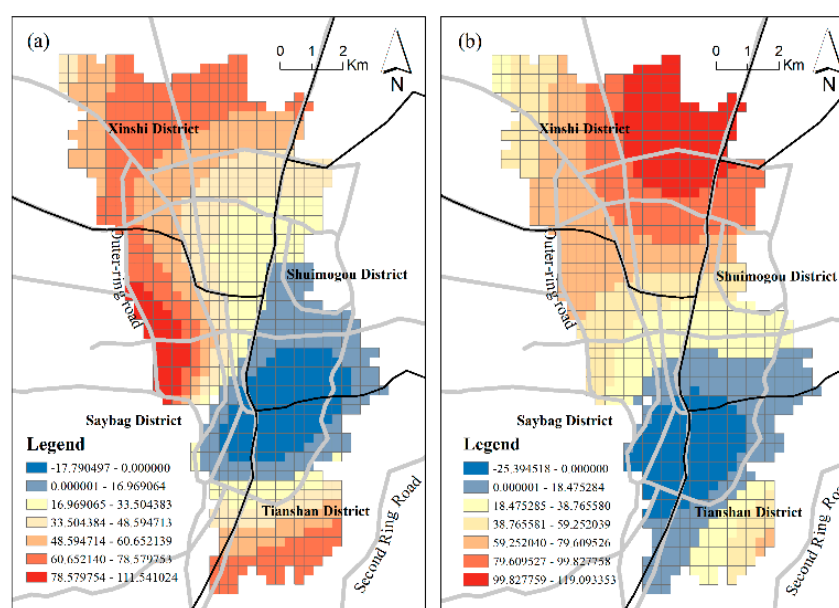 (a)
0 1 2
Km
N
Xinshi District
Outer-ring road
Shuimogou District
Saybag District
Legend
-17.790497 - 0.000000
0.000001 - 16.969064
16.969065 - 33.504383
33.504384 - 48.594713
48.594714 - 60.652139
60.652140 - 78.579753
78.579754 - 111.541024
Tianshan District
Second Ring Road
(b)
0 1 2
Km
N
Xinshi District
Outer-ring road
Shuimogou District
Saybag District
Legend
-25.394518 - 0.000000
0.000001 - 18.475284
18.475285 - 38.765580
38.765581 - 59.252039
59.252040 - 79.609526
79.609527 - 99.827758
99.827759 - 119.093353
Tianshan District
Second Ring Road